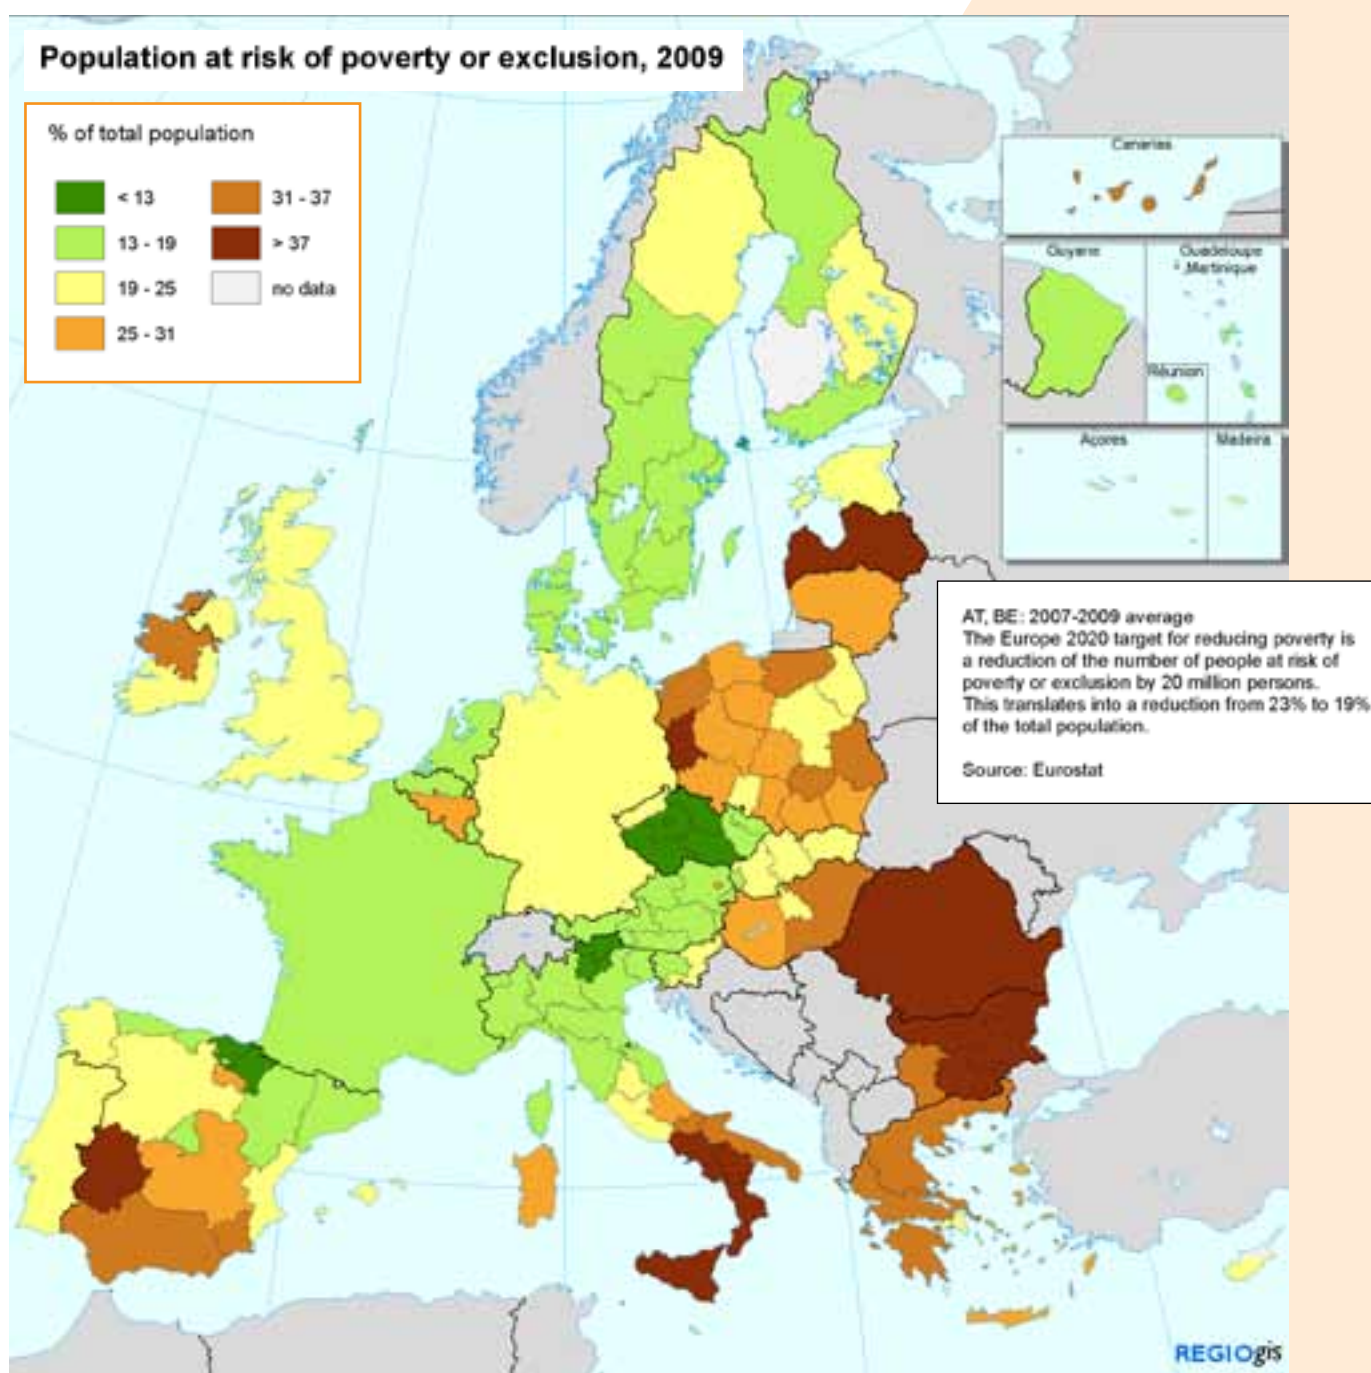 Population at risk of poverty or exclusion, 2009
% of total population
< 13
13 - 19
19 - 25
25 - 31
31 - 37
> 37
no data
Canarias
Guyane
Guadeloupe
Martinique
Réunion
Açores
Madeira
AT, BE: 2007-2009 average
The Europe 2020 target for reducing poverty is
a reduction of the number of people at risk of
poverty or exclusion by 20 million persons.
This translates into a reduction from 23% to 19%
of the total population.
Source: Eurostat
REGIOgis